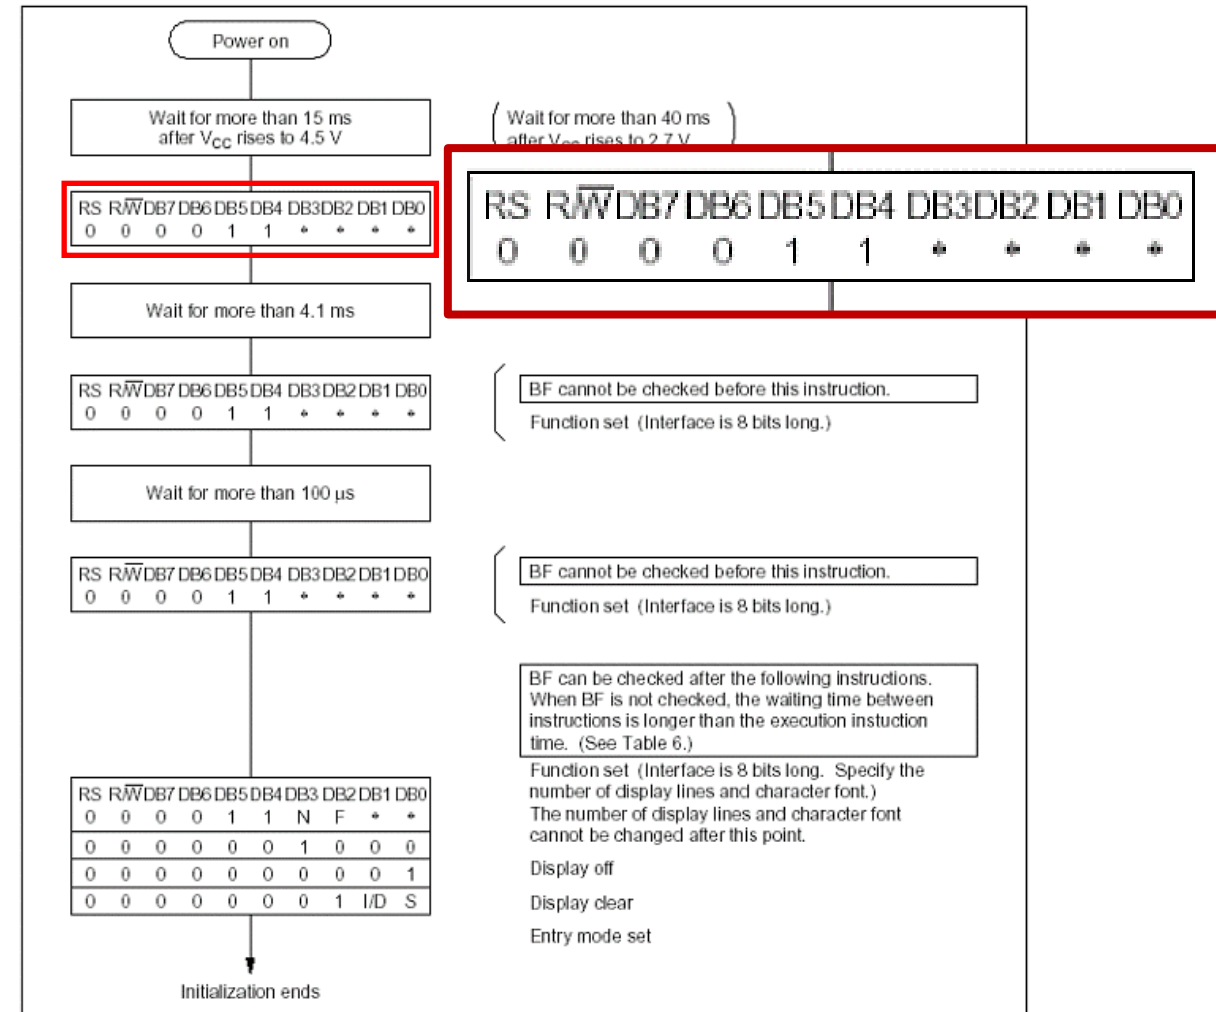 Power on
Wait for more than 15 ms
after VCC rises to 4.5 V
Wait for more than 40 ms
after VCC rises to 2.7 V
RS R/W̅ DB7 DB6 DB5 DB4 DB3 DB2 DB1 DB0
0 0 0 0 1 1 * * * *
RS R/W̅ DB7 DB6 DB5 DB4 DB3 DB2 DB1 DB0
0 0 0 0 1 1 * * * *
Wait for more than 4.1 ms
RS R/W̅ DB7 DB6 DB5 DB4 DB3 DB2 DB1 DB0
0 0 0 0 1 1 * * * *
BF cannot be checked before this instruction.
Function set (Interface is 8 bits long.)
Wait for more than 100 μs
RS R/W̅ DB7 DB6 DB5 DB4 DB3 DB2 DB1 DB0
0 0 0 0 1 1 * * * *
BF cannot be checked before this instruction.
Function set (Interface is 8 bits long.)
BF can be checked after the following instructions.
When BF is not checked, the waiting time between
instructions is longer than the execution instuction
time. (See Table 6.)
RS R/W̅ DB7 DB6 DB5 DB4 DB3 DB2 DB1 DB0
0 0 0 0 1 1 N F * *
0 0 0 0 0 0 1 0 0 0
0 0 0 0 0 0 0 0 0 1
0 0 0 0 0 0 0 1 I/D S
Function set (Interface is 8 bits long. Specify the
number of display lines and character font.)
The number of display lines and character font
cannot be changed after this point.
Display off
Display clear
Entry mode set
Initialization ends